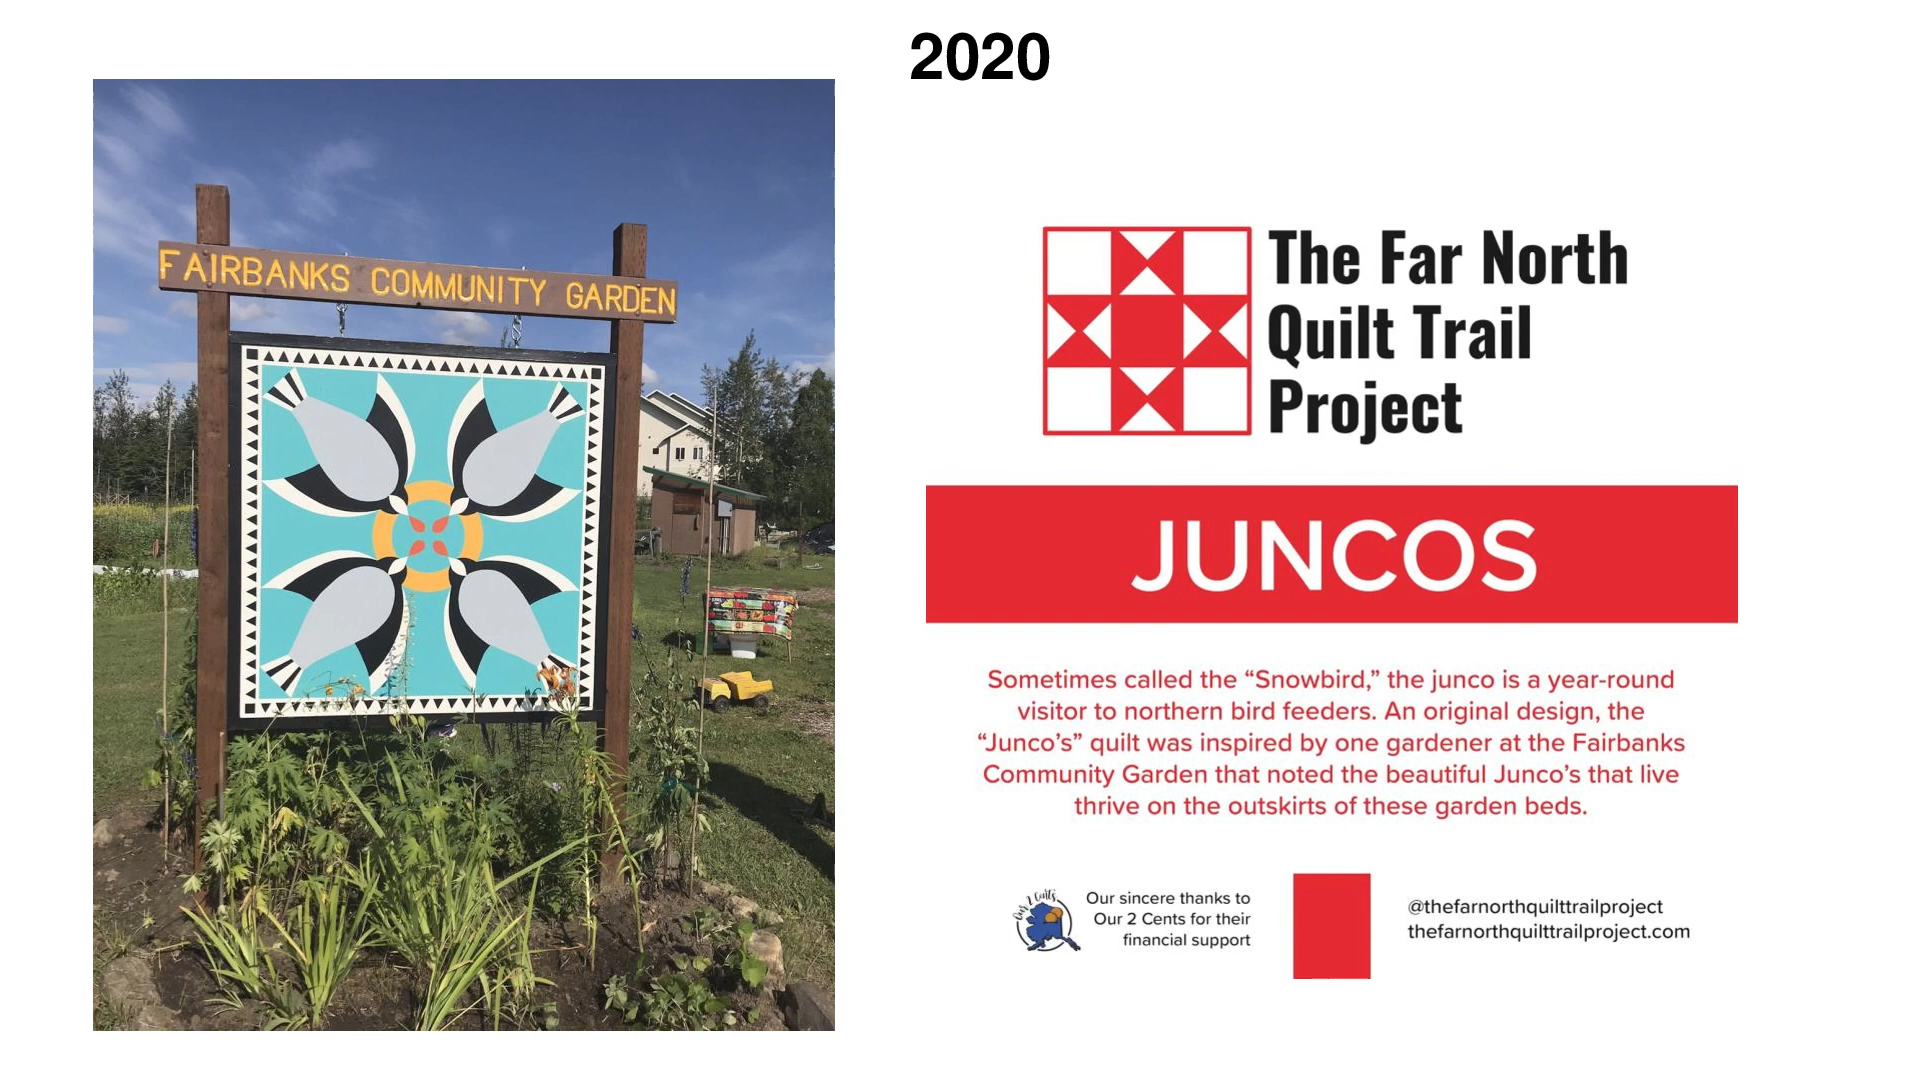 2020
FAIRBANKS COMMUNITY GARDEN
The Far North
Quilt Trail
Project
JUNCOS
Sometimes called the “Snowbird,” the junco is a year-round
visitor to northern bird feeders. An original design, the
“Junco’s” quilt was inspired by one gardener at the Fairbanks
Community Garden that noted the beautiful Junco’s that live
thrive on the outskirts of these garden beds.
Our 2 Cents
Our sincere thanks to
Our 2 Cents for their
financial support
@thefarnorthquilttrailproject
thefarnorthquilttrailproject.com